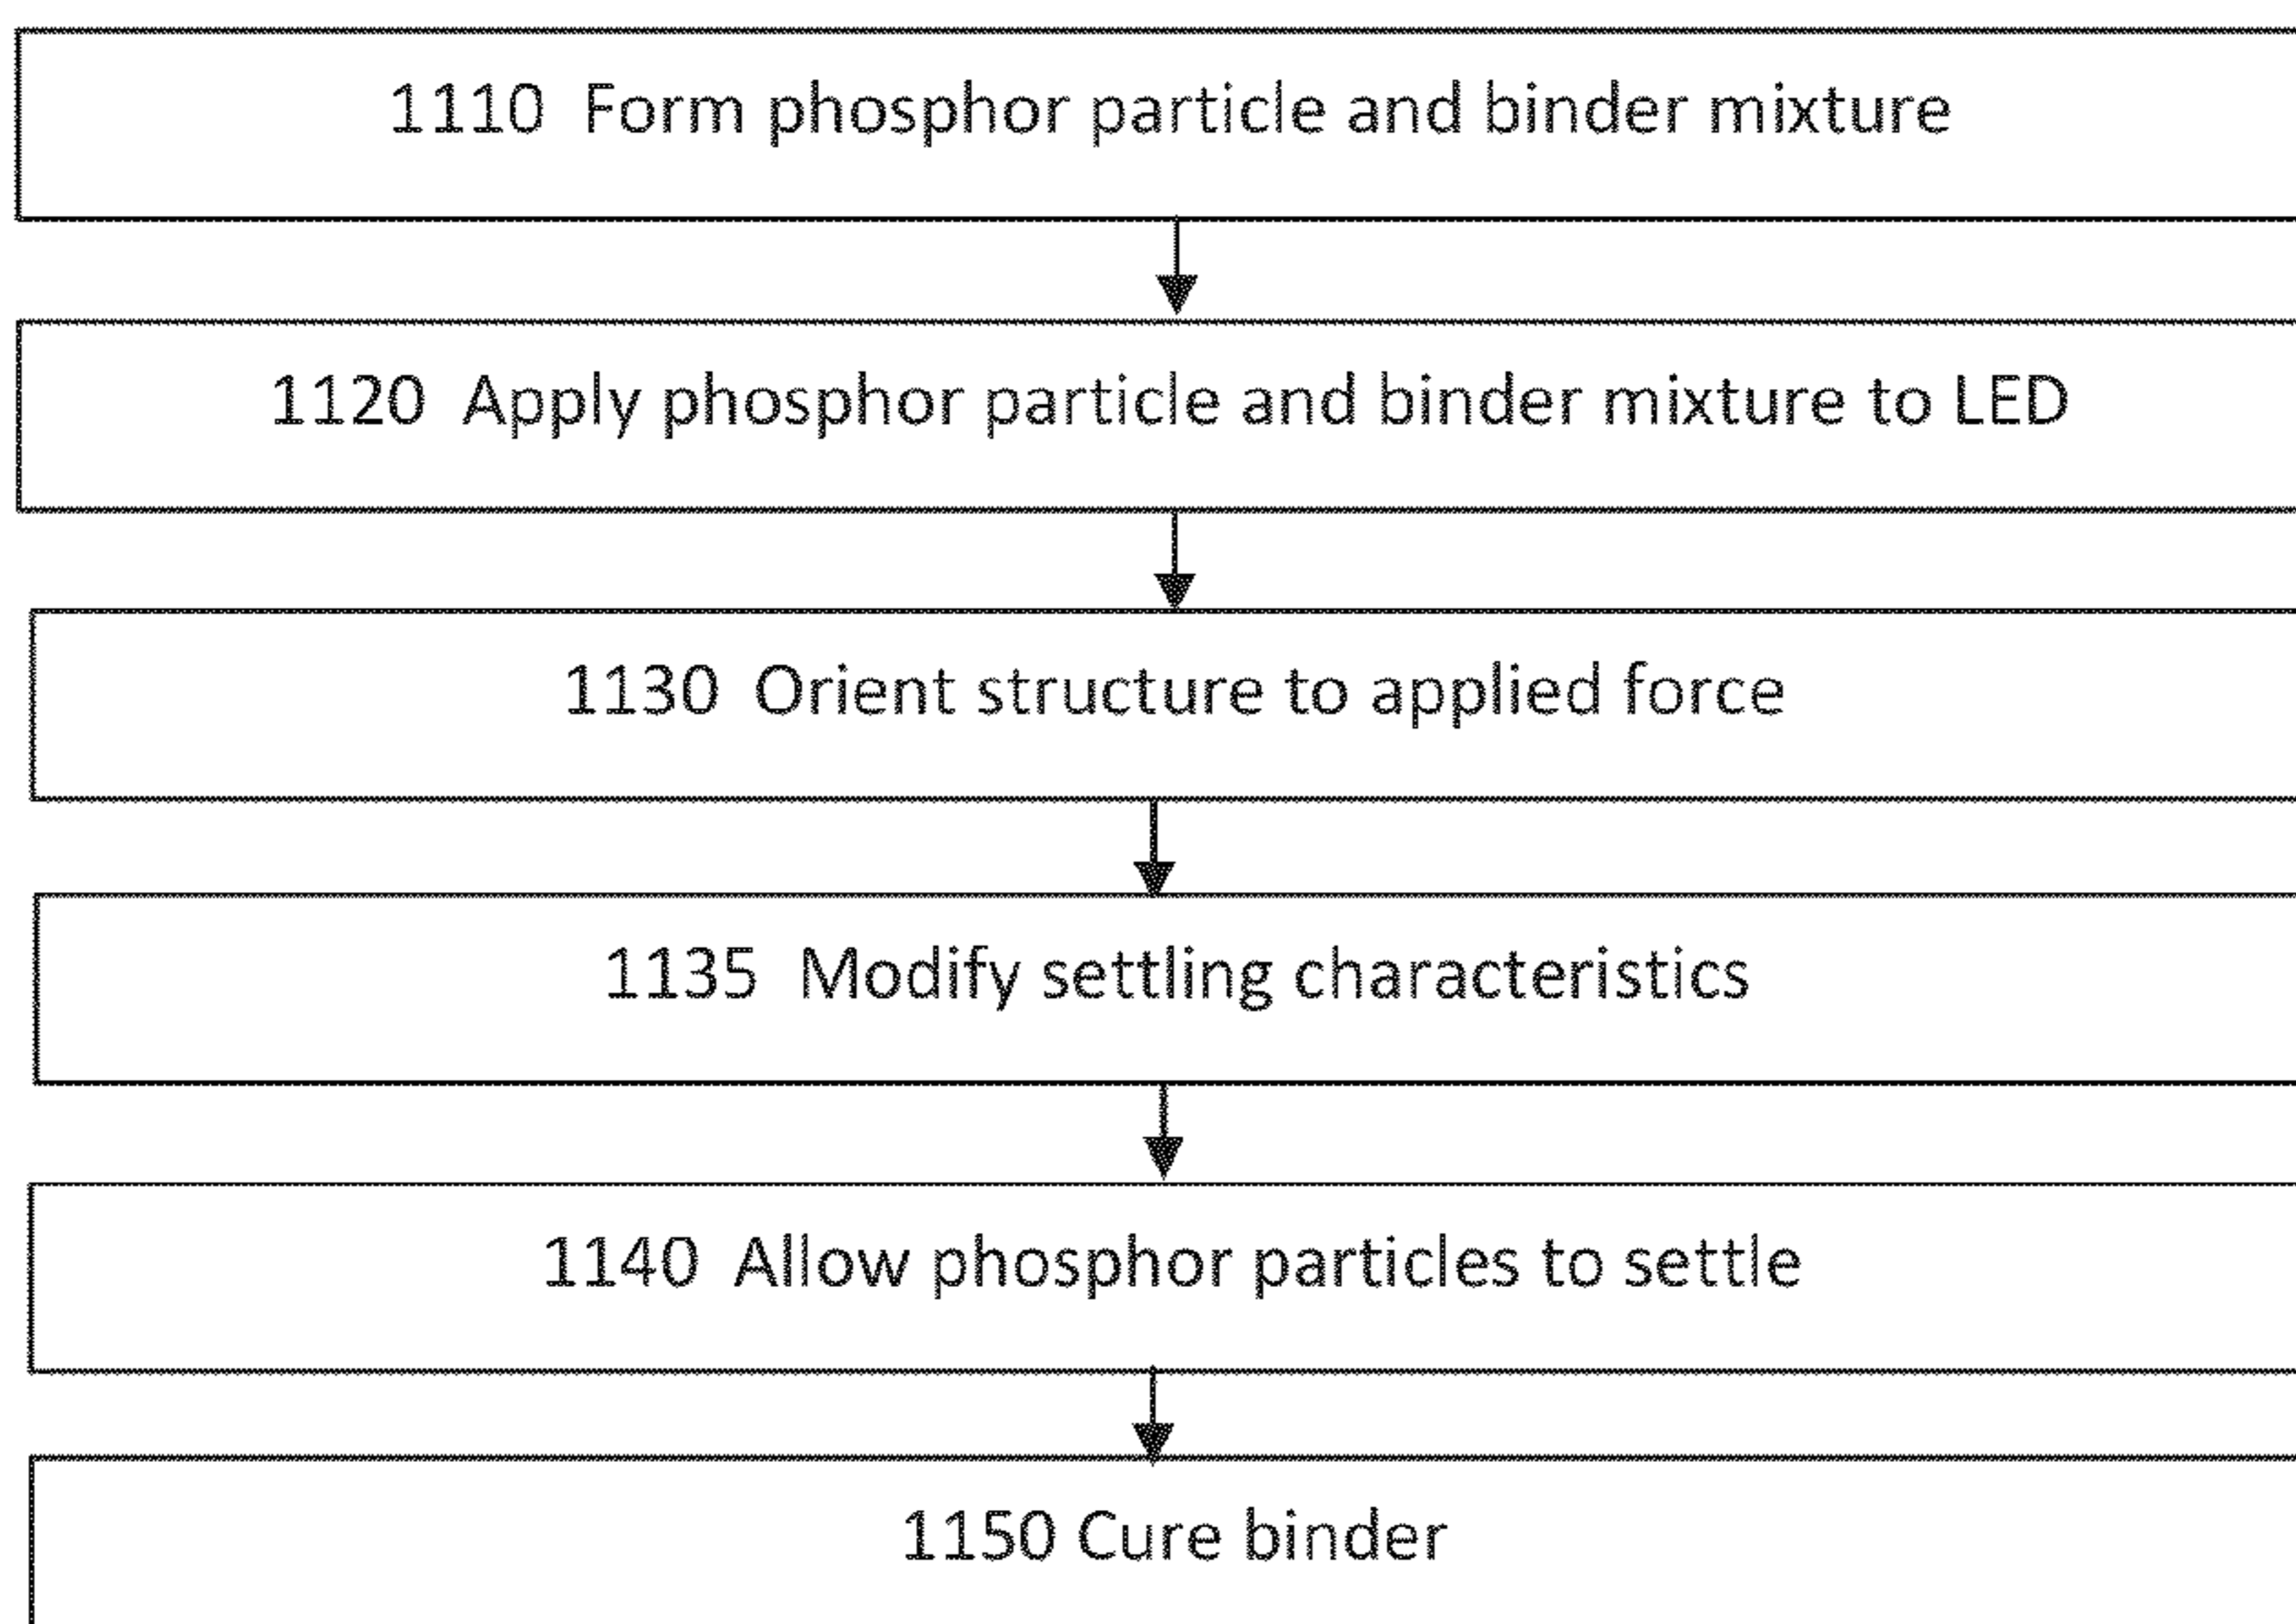 1110 Form phosphor particle and binder mixture
1120 Apply phosphor particle and binder mixture to LED
1130 Orient structure to applied force
1135 Modify settling characteristics
1140 Allow phosphor particles to settle
1150 Cure binder